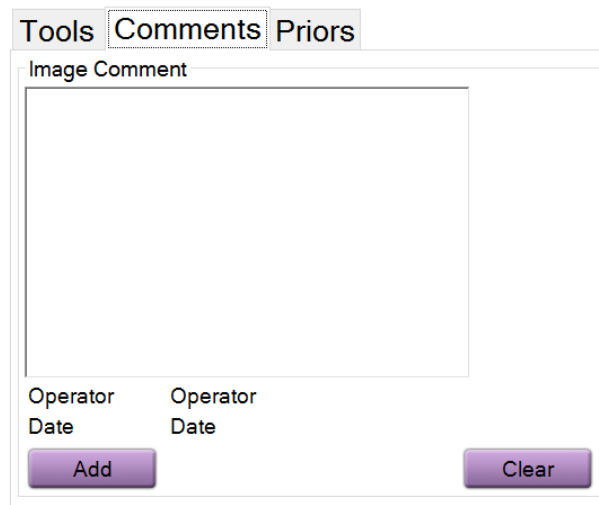 Tools Comments Priors
Image Comment
Operator Operator
Date Date
Add Clear